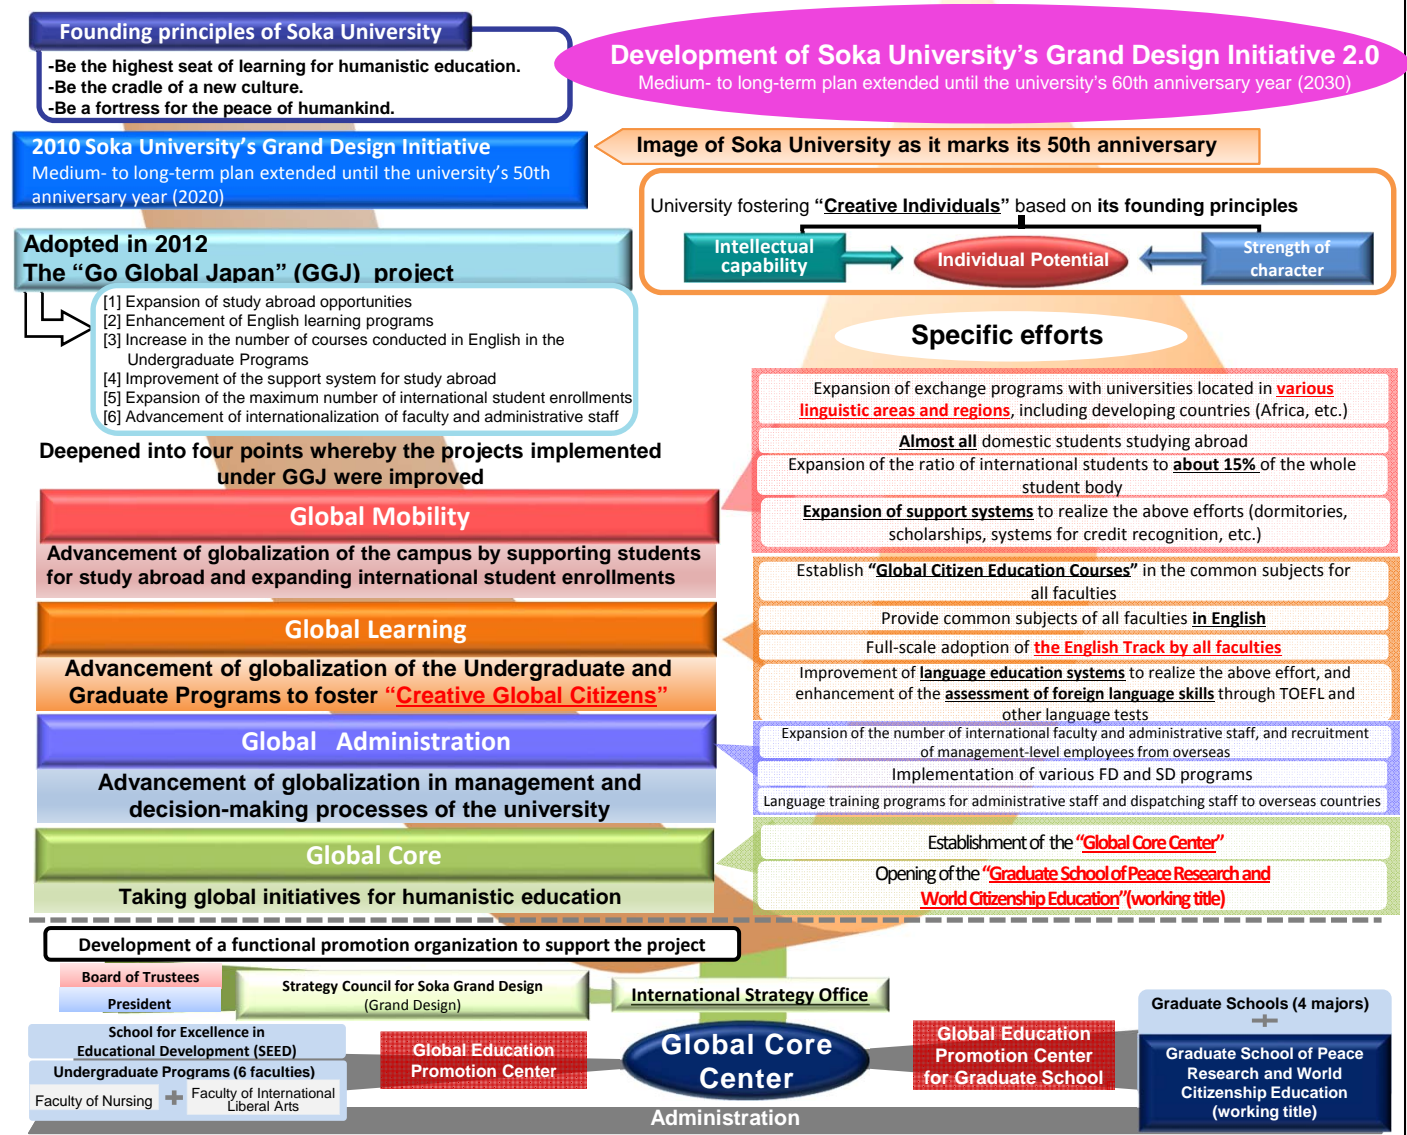 Founding principles of Soka University
-Be the highest seat of learning for humanistic education.
-Be the cradle of a new culture.
-Be a fortress for the peace of humankind.
Development of Soka University's Grand Design Initiative 2.0
Medium- to long-term plan extended until the university's 60th anniversary year (2030)
2010 Soka University's Grand Design Initiative
Medium- to long-term plan extended until the university's 50th
anniversary year (2020)
Image of Soka University as it marks its 50th anniversary
University fostering "Creative Individuals" based on its founding principles
Intellectual
capability
Individual Potential
Strength of
character
Adopted in 2012
The "Go Global Japan" (GGJ) project
[1] Expansion of study abroad opportunities
[2] Enhancement of English learning programs
[3] Increase in the number of courses conducted in English in the
Undergraduate Programs
[4] Improvement of the support system for study abroad
[5] Expansion of the maximum number of international student enrollments
[6] Advancement of internationalization of faculty and administrative staff
Deepened into four points whereby the projects implemented
under GGJ were improved
Specific efforts
Global Mobility
Advancement of globalization of the campus by supporting students
for study abroad and expanding international student enrollments
Expansion of exchange programs with universities located in various
linguistic areas and regions, including developing countries (Africa, etc.)
Almost all domestic students studying abroad
Expansion of the ratio of international students to about 15% of the whole
student body
Expansion of support systems to realize the above efforts (dormitories,
scholarships, systems for credit recognition, etc.)
Global Learning
Advancement of globalization of the Undergraduate and
Graduate Programs to foster "Creative Global Citizens"
Establish "Global Citizen Education Courses" in the common subjects for
all faculties
Provide common subjects of all faculties in English
Full-scale adoption of the English Track by all faculties
Improvement of language education systems to realize the above effort, and
enhancement of the assessment of foreign language skills through TOEFL and
other language tests
Global Administration
Advancement of globalization in management and
decision-making processes of the university
Expansion of the number of international faculty and administrative staff, and recruitment
of management-level employees from overseas
Implementation of various FD and SD programs
Language training programs for administrative staff and dispatching staff to overseas countries
Global Core
Taking global initiatives for humanistic education
Establishment of the "Global Core Center"
Opening of the "Graduate School of Peace Research and
World Citizenship Education"(working title)
Development of a functional promotion organization to support the project
Board of Trustees
President
Strategy Council for Soka Grand Design
(Grand Design)
International Strategy Office
School for Excellence in
Educational Development (SEED)
Undergraduate Programs (6 faculties)
Faculty of Nursing + Faculty of International
Liberal Arts
Global Education
Promotion Center
Global Core
Center
Global Education
Promotion Center
for Graduate School
Graduate Schools (4 majors)
+
Graduate School of Peace
Research and World
Citizenship Education
(working title)
Administration